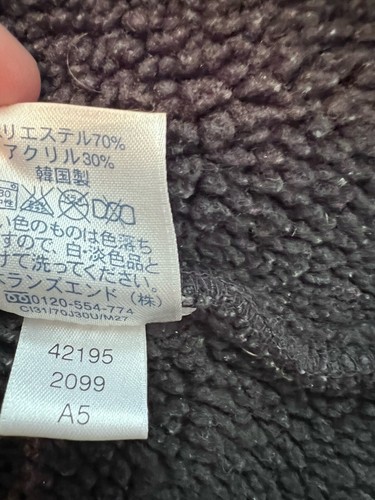 リエステル70%
アクリル30%
韓国製
い色のものは色落ち
すので、白・淡色品と
けて洗ってください。
ランズエンド(株)
0120-554-774
CI31/70J30U/M27
42195
2099
A5